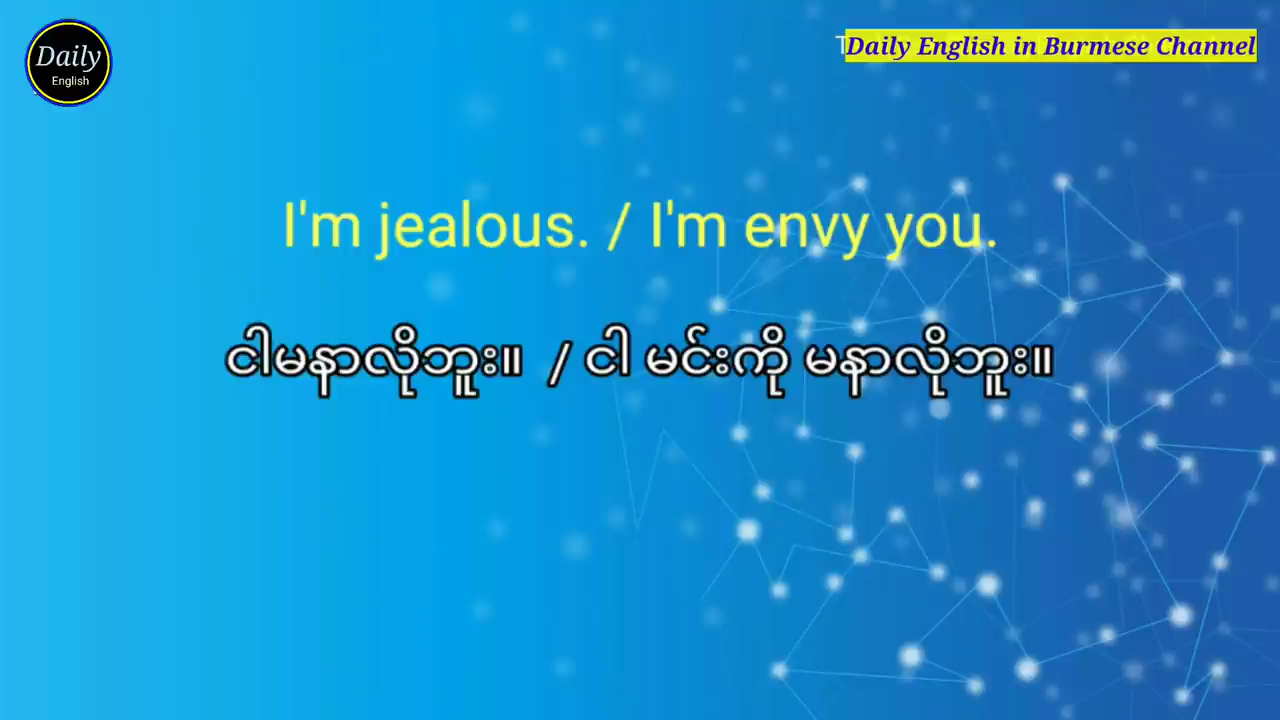 Daily
English
Daily English in Burmese Channel
I'm jealous. / I'm envy you.
ငါမနာလိုဘူး။ / ငါ မင်းကို မနာလိုဘူး။